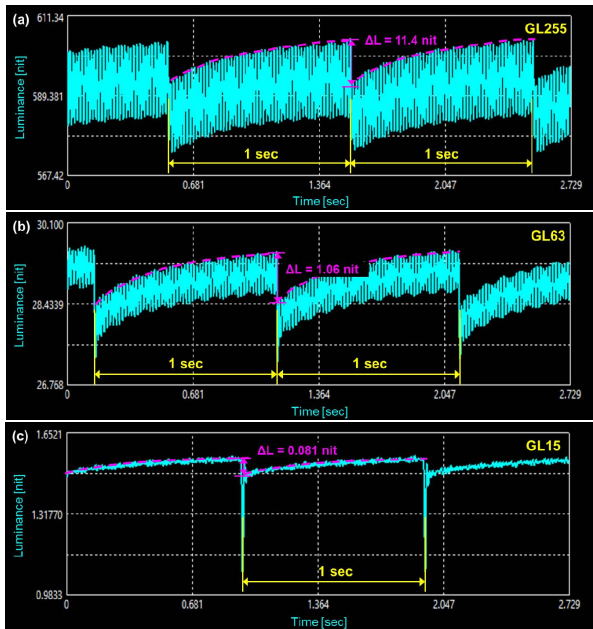 (a)
611.34
GL255
ΔL = 11.4 nit
Luminance [nit]
589.381
1 sec
1 sec
567.42
0
0.681
1.364
2.047
2.729
Time [sec]
(b)
30.100
GL63
ΔL = 1.06 nit
Luminance [nit]
28.4339
1 sec
1 sec
26.768
0
0.681
1.364
2.047
2.729
Time [sec]
(c)
1.6521
ΔL = 0.081 nit
GL15
Luminance [nit]
1.31770
1 sec
0.9833
0
0.681
1.364
2.047
2.729
Time [sec]